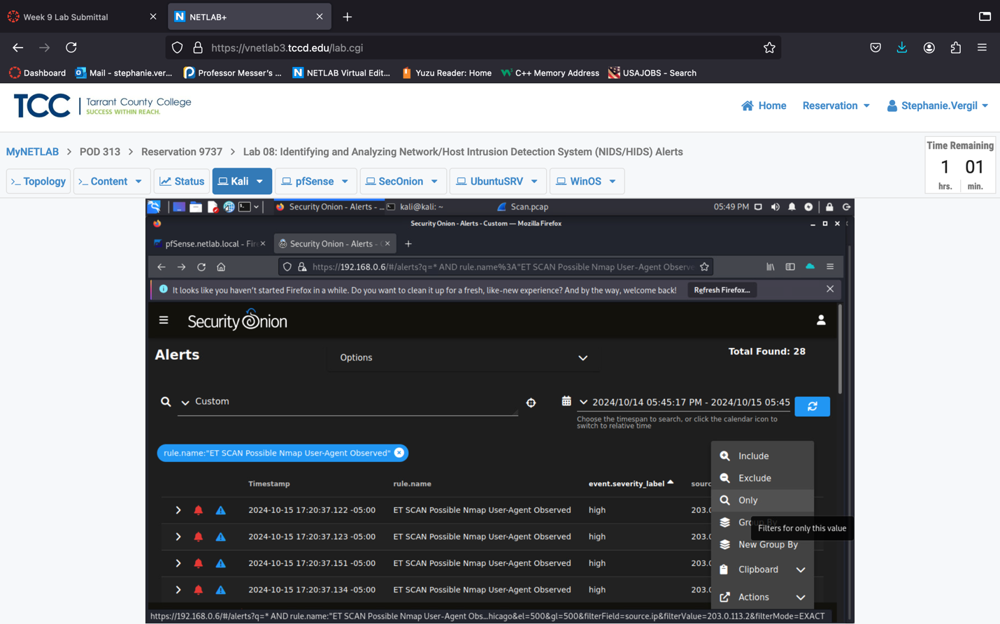 Week 9 Lab Submittal
NETLAB+
https://vnetlab3.tccd.edu/lab.cgi
Dashboard Mail - stephanie.ver... Professor Messer's ... NETLAB Virtual Edit... Yuzu Reader: Home C++ Memory Address USAJOBS - Search
TCC Tarrant County College
SUCCESS WITHIN REACH.
Home Reservation Stephanie.Vergil
MyNETLAB > POD 313 > Reservation 9737 > Lab 08: Identifying and Analyzing Network/Host Intrusion Detection System (NIDS/HIDS) Alerts
Time Remaining
1 01
hrs. min.
>_ Topology >_ Content Status Kali pfSense SecOnion UbuntuSRV WinOS
Security Onion - Alerts - ... kali@kali: ~ Scan.pcap 05:49 PM
Security Onion - Alerts - Custom — Mozilla Firefox
pfSense.netlab.local - Fire Security Onion - Alerts -
https://192.168.0.6/#/alerts?q=* AND rule.name%3A"ET SCAN Possible Nmap User-Agent Observe
It looks like you haven't started Firefox in a while. Do you want to clean it up for a fresh, like-new experience? And by the way, welcome back! Refresh Firefox...
Security Onion
Alerts
Options
Total Found: 28
Custom
2024/10/14 05:45:17 PM - 2024/10/15 05:45
Choose the timespan to search, or click the calendar icon to
switch to relative time
rule.name:"ET SCAN Possible Nmap User-Agent Observed"
Timestamp rule.name event.severity_label sourc
2024-10-15 17:20:37.122 -05:00 ET SCAN Possible Nmap User-Agent Observed high 203.0
2024-10-15 17:20:37.123 -05:00 ET SCAN Possible Nmap User-Agent Observed high 203.0
2024-10-15 17:20:37.151 -05:00 ET SCAN Possible Nmap User-Agent Observed high 203.0
2024-10-15 17:20:37.134 -05:00 ET SCAN Possible Nmap User-Agent Observed high 203.0
Include
Exclude
Only
Group By
Filters for only this value
New Group By
Clipboard
Actions
https://192.168.0.6/#/alerts?q=* AND rule.name:"ET SCAN Possible Nmap User-Agent Obs...hicago&el=500&gl=500&filterField=source.ip&filterValue=203.0.113.2&filterMode=EXACT